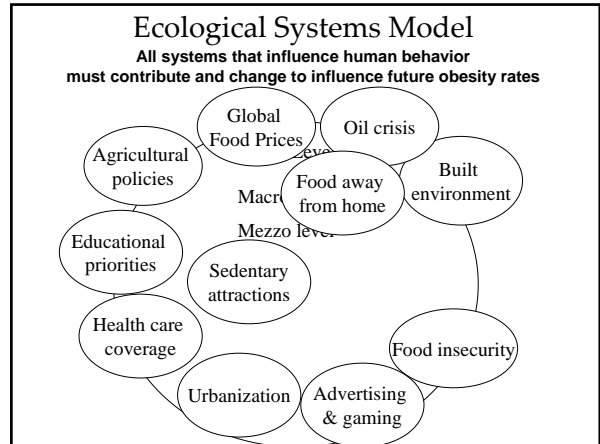 Ecological Systems Model
All systems that influence human behavior
must contribute and change to influence future obesity rates
Global
Food Prices
Oil crisis
Agricultural
policies
Food away
from home
Built
environment
Mezzo level
Educational
priorities
Sedentary
attractions
Health care
coverage
Food insecurity
Urbanization
Advertising
& gaming